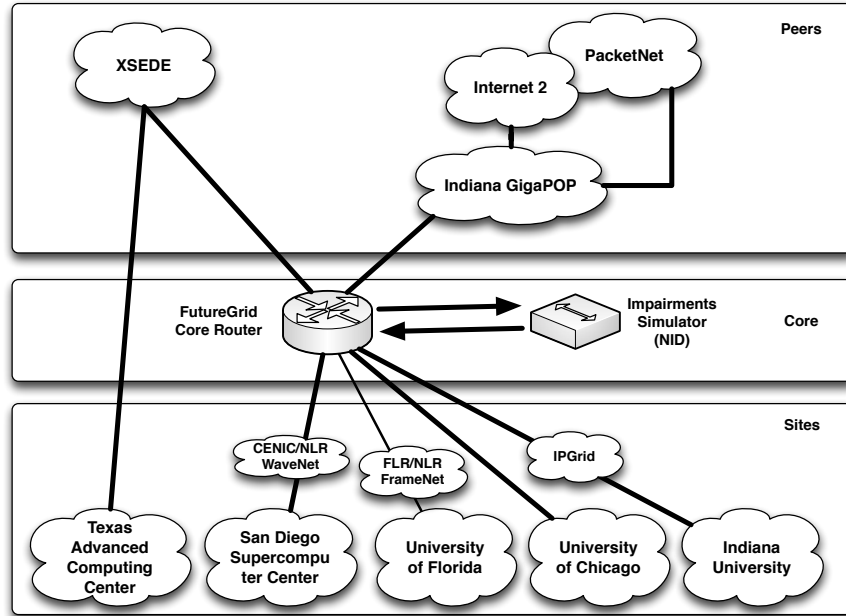 Peers
XSEDE
PacketNet
Internet 2
Indiana GigaPOP
FutureGrid
Core Router
Impairments
Simulator
(NID)
Core
Sites
CENIC/NLR
WaveNet
FLR/NLR
FrameNet
IPGrid
Texas
Advanced
Computing
Center
San Diego
Supercompu
ter Center
University
of Florida
University
of Chicago
Indiana
University